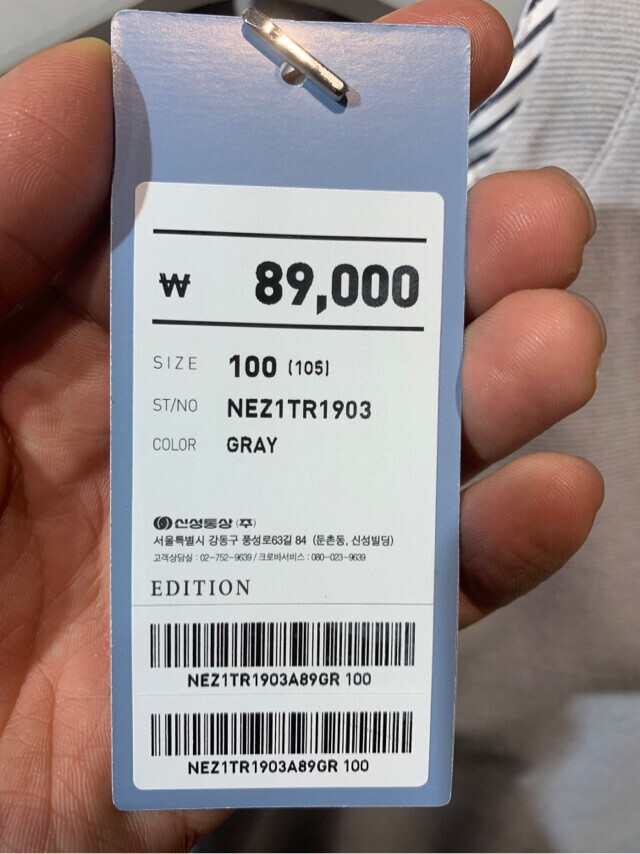 ₩ 89,000
SIZE 100 (105)
ST/NO NEZ1TR1903
COLOR GRAY
신성통상 (주)
서울특별시 강동구 풍성로63길 84 (둔촌동, 신성빌딩)
고객상담실 : 02-752-9639 / 크로바서비스 : 080-023-9639
EDITION
NEZ1TR1903A89GR 100
NEZ1TR1903A89GR 100